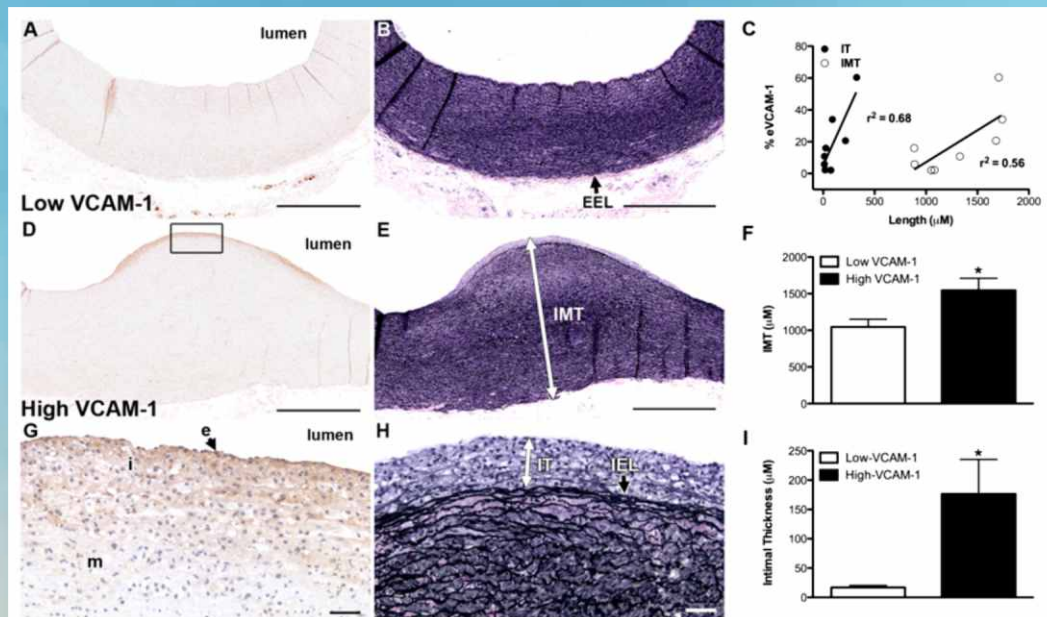 A
lumen
Low VCAM-1
B
EEL
C
IT
IMT
% eVCAM-1
80
60
40
20
0
r² = 0.68
r² = 0.56
0
500
1000
1500
2000
Length (µM)
D
lumen
High VCAM-1
E
IMT
F
Low VCAM-1
High VCAM-1
*
IMT (µM)
2000
1500
1000
500
0
G
lumen
e
i
m
H
IT
IEL
I
Low-VCAM-1
High-VCAM-1
*
Intimal Thickness (µM)
250
200
150
100
50
0